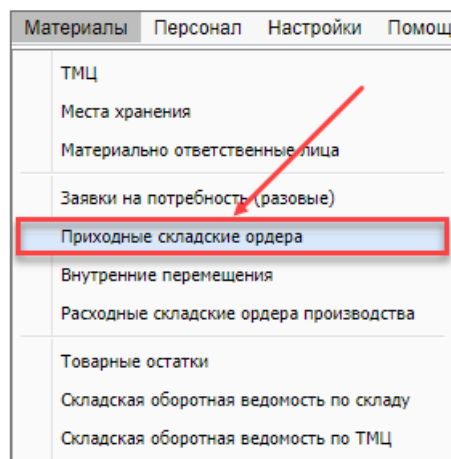 Материалы Персонал Настройки Помощ
ТМЦ
Места хранения
Материально ответственные лица
Заявки на потребность (разовые)
Приходные складские ордера
Внутренние перемещения
Расходные складские ордера производства
Товарные остатки
Складская оборотная ведомость по складу
Складская оборотная ведомость по ТМЦ